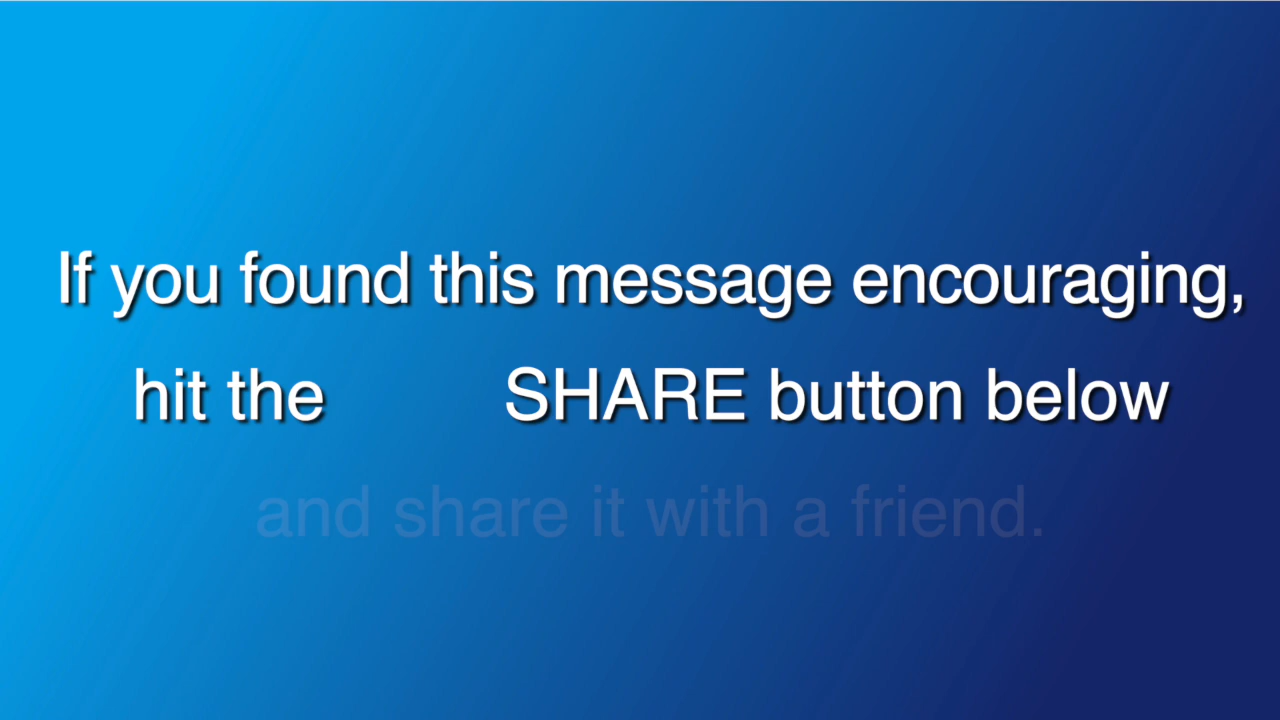 If you found this message encouraging,
hit the SHARE button below
and share it with a friend.